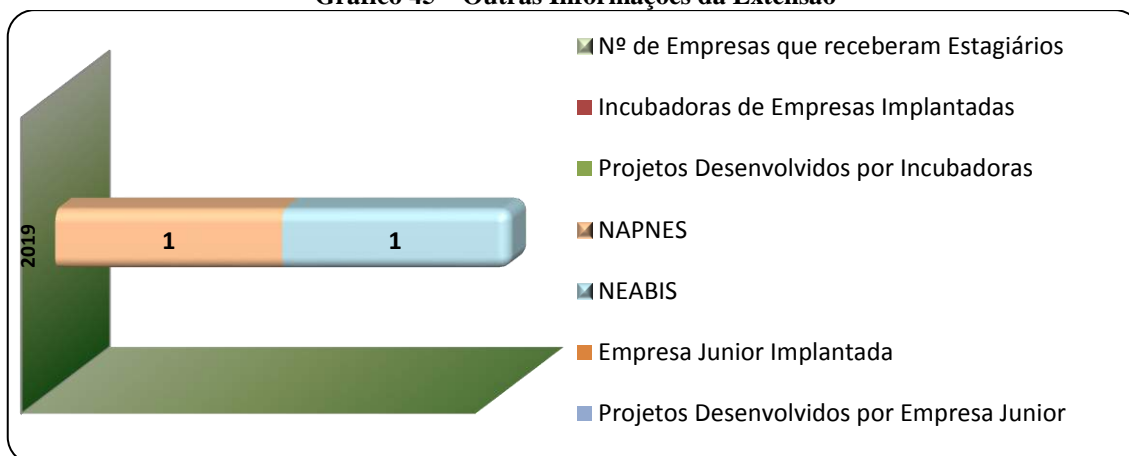 Gráfico 45 – Outras Informações da Extensão
Nº de Empresas que receberam Estagiários
Incubadoras de Empresas Implantadas
Projetos Desenvolvidos por Incubadoras
NAPNES
NEABIS
Empresa Junior Implantada
Projetos Desenvolvidos por Empresa Junior
2019
1 1